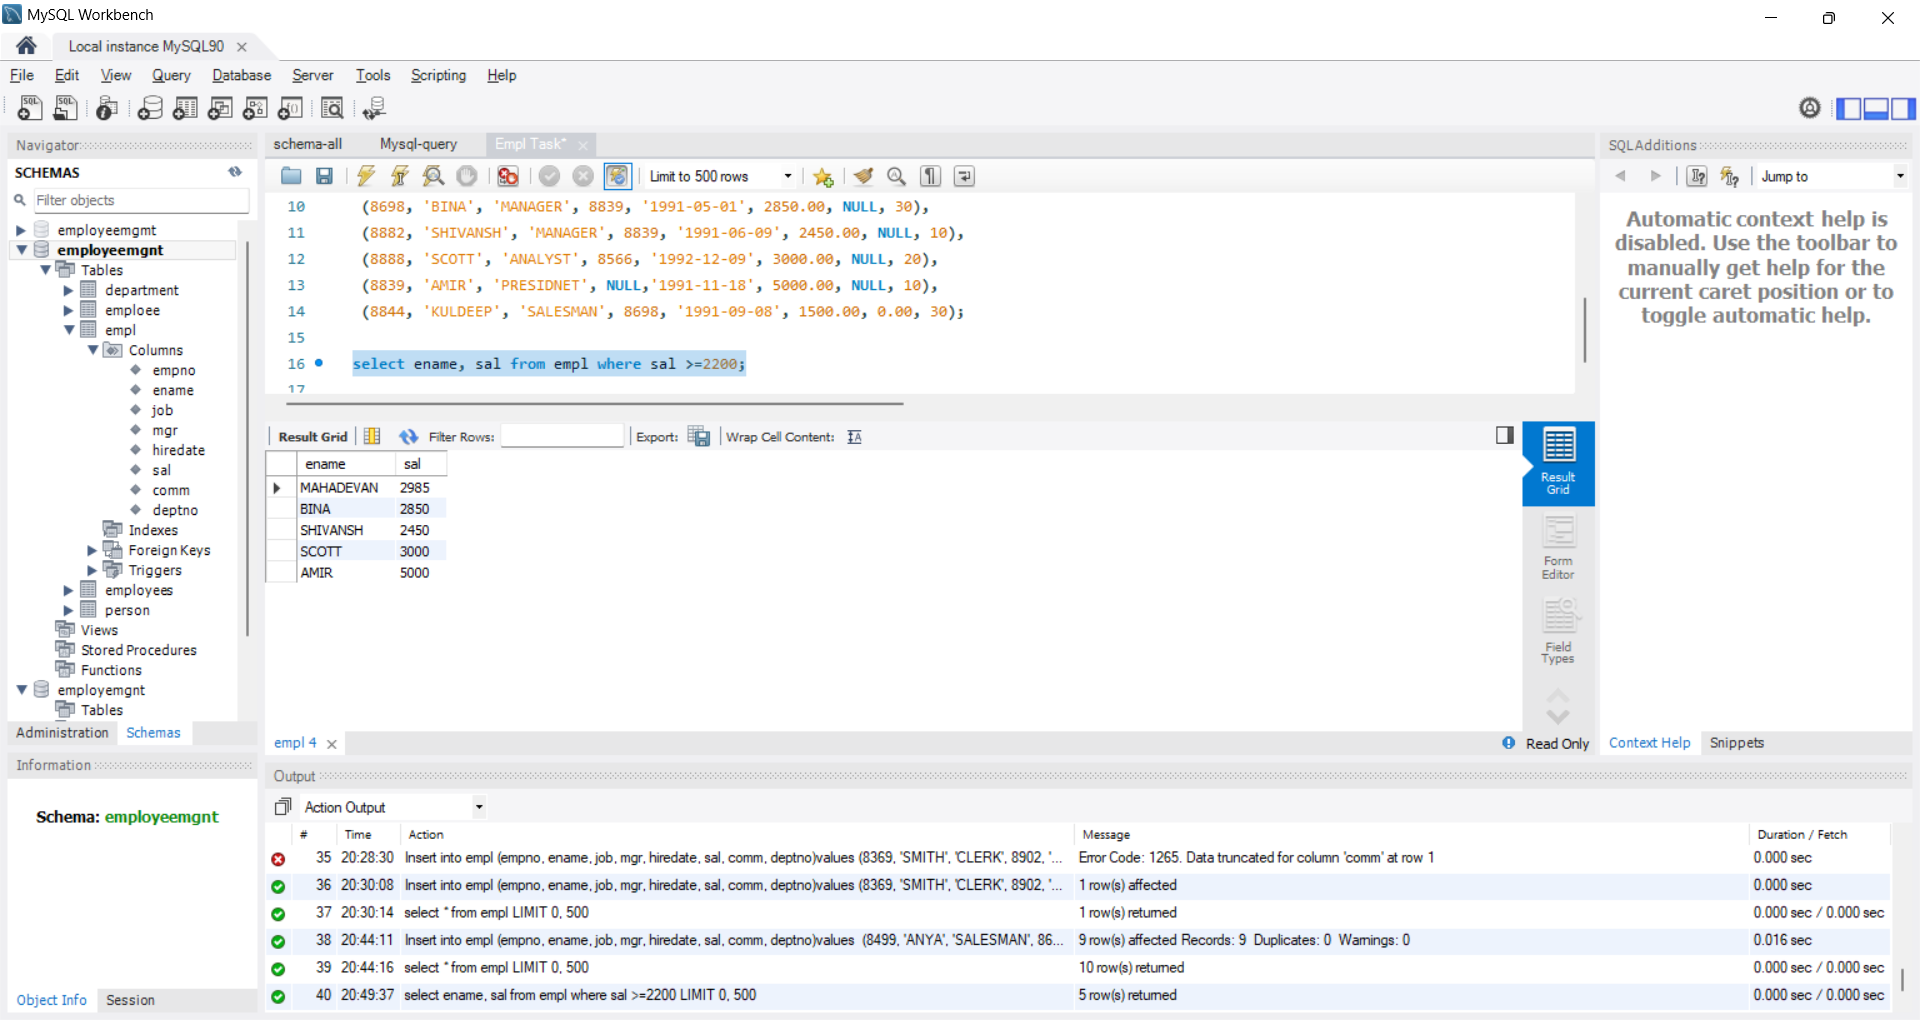 MySQL Workbench
Local instance MySQL90
File Edit View Query Database Server Tools Scripting Help
Navigator
SCHEMAS
Filter objects
employeemgmt
employeemgnt
Tables
department
emploee
empl
Columns
empno
ename
job
mgr
hiredate
sal
comm
deptno
Indexes
Foreign Keys
Triggers
employees
person
Views
Stored Procedures
Functions
employemgnt
Tables
Administration Schemas
Information
Schema: employeemgnt
Object Info Session
schema-all Mysql-query Empl Task*
Limit to 500 rows
10 (8698, 'BINA', 'MANAGER', 8839, '1991-05-01', 2850.00, NULL, 30),
11 (8882, 'SHIVANSH', 'MANAGER', 8839, '1991-06-09', 2450.00, NULL, 10),
12 (8888, 'SCOTT', 'ANALYST', 8566, '1992-12-09', 3000.00, NULL, 20),
13 (8839, 'AMIR', 'PRESIDNET', NULL,'1991-11-18', 5000.00, NULL, 10),
14 (8844, 'KULDEEP', 'SALESMAN', 8698, '1991-09-08', 1500.00, 0.00, 30);
15
16 select ename, sal from empl where sal >=2200;
17
Result Grid Filter Rows: Export: Wrap Cell Content:
ename sal
MAHADEVAN 2985
BINA 2850
SHIVANSH 2450
SCOTT 3000
AMIR 5000
Result
Grid
Form
Editor
Field
Types
empl 4 Read Only
SQLAdditions
Jump to
Automatic context help is
disabled. Use the toolbar to
manually get help for the
current caret position or to
toggle automatic help.
Context Help Snippets
Output
Action Output
# Time Action Message Duration / Fetch
35 20:28:30 Insert into empl (empno, ename, job, mgr, hiredate, sal, comm, deptno)values (8369, 'SMITH', 'CLERK', 8902, '... Error Code: 1265. Data truncated for column 'comm' at row 1 0.000 sec
36 20:30:08 Insert into empl (empno, ename, job, mgr, hiredate, sal, comm, deptno)values (8369, 'SMITH', 'CLERK', 8902, '... 1 row(s) affected 0.000 sec
37 20:30:14 select * from empl LIMIT 0, 500 1 row(s) returned 0.000 sec / 0.000 sec
38 20:44:11 Insert into empl (empno, ename, job, mgr, hiredate, sal, comm, deptno)values (8499, 'ANYA', 'SALESMAN', 86... 9 row(s) affected Records: 9 Duplicates: 0 Warnings: 0 0.016 sec
39 20:44:16 select * from empl LIMIT 0, 500 10 row(s) returned 0.000 sec / 0.000 sec
40 20:49:37 select ename, sal from empl where sal >=2200 LIMIT 0, 500 5 row(s) returned 0.000 sec / 0.000 sec